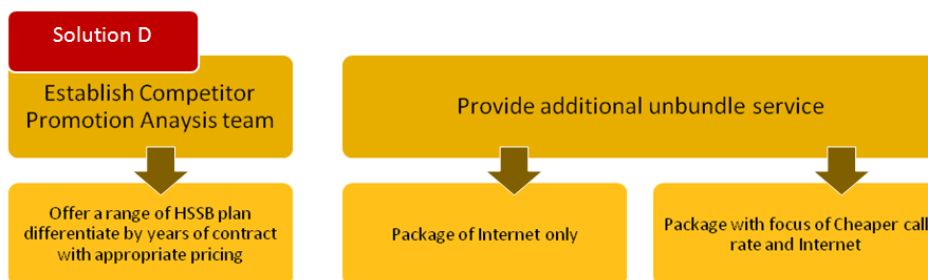 Solution D
Establish Competitor
Promotion Anaysis team
Provide additional unbundle service
Offer a range of HSSB plan
differentiate by years of contract
with appropriate pricing
Package of Internet only
Package with focus of Cheaper call
rate and Internet